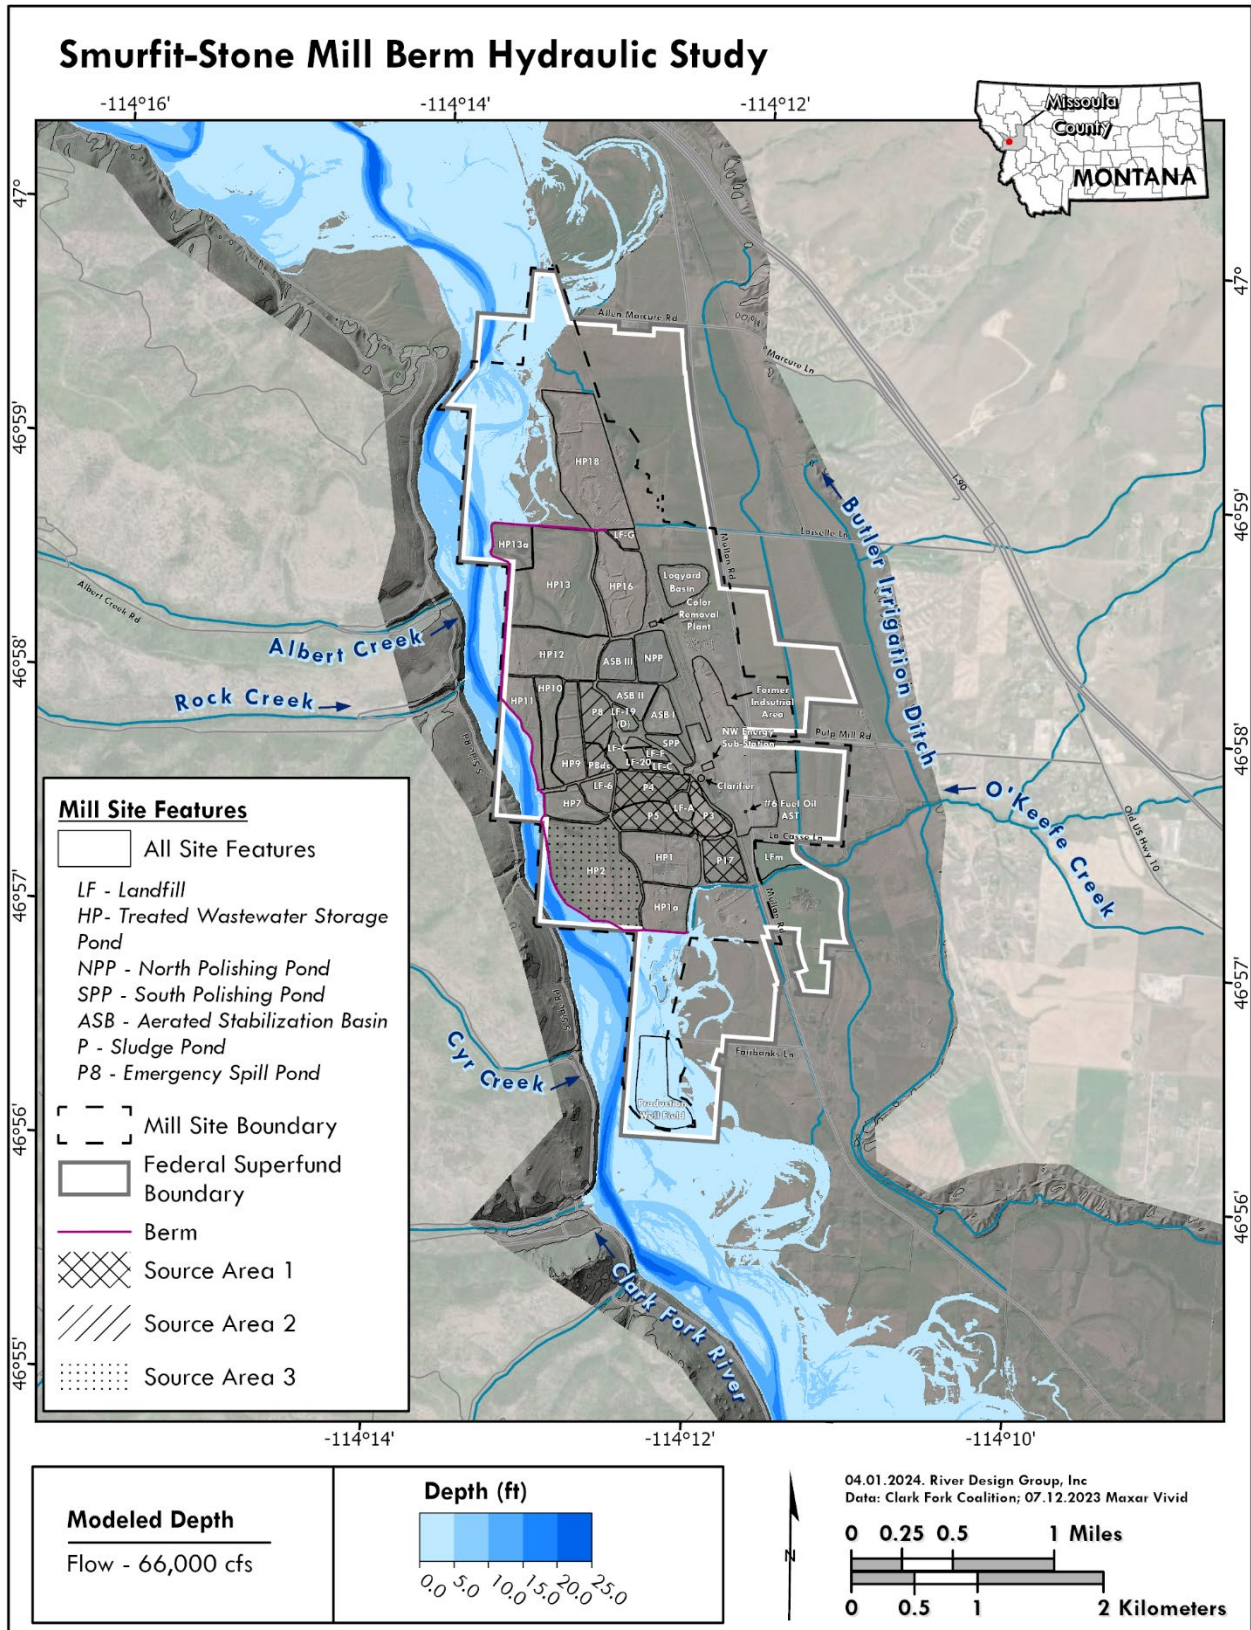 Smurfit-Stone Mill Berm Hydraulic Study
-114°16'
-114°14'
-114°12'
Missoula
County
MONTANA
47°
47°
Allen Marcure Rd
Marcure Ln
46°59'
46°59'
I-90
HP18
Butler Irrigation Ditch
Loiselle Ln
Mullan Rd
LF-G
HP13a
HP13
HP16
Logyard
Basin
Color
Removal
Plant
Albert Creek Rd
Albert Creek
46°58'
46°58'
HP12
ASB III
NPP
Rock Creek
HP11
HP10
P8
ASB II
LF-19
(D)
ASB I
Former
Indsutrial
Area
NW Energy
Sub-Station
Pulp Mill Rd
SPP
LF-F
LF-C
LF-20
LF-C
HP9
P8dc
Clarifier
O'Keefe Creek
LF-6
P4
HP7
LF-A
P5
P3
#6 Fuel Oil
AST
La Casse Ln
Old US Hwy 10
HP2
HP1
P17
LFm
HP1a
Mullan Rd
46°57'
46°57'
Cyr Creek
Fairbanks Ln
Production
Well Field
46°56'
46°56'
Clark Fork River
46°55'
Mill Site Features
All Site Features
LF - Landfill
HP- Treated Wastewater Storage
Pond
NPP - North Polishing Pond
SPP - South Polishing Pond
ASB - Aerated Stabilization Basin
P - Sludge Pond
P8 - Emergency Spill Pond
Mill Site Boundary
Federal Superfund
Boundary
Berm
Source Area 1
Source Area 2
Source Area 3
-114°14'
-114°12'
-114°10'
Modeled Depth
Flow - 66,000 cfs
Depth (ft)
0.0
5.0
10.0
15.0
20.0
25.0
N
04.01.2024. River Design Group, Inc
Data: Clark Fork Coalition; 07.12.2023 Maxar Vivid
0 0.25 0.5 1 Miles
0 0.5 1 2 Kilometers